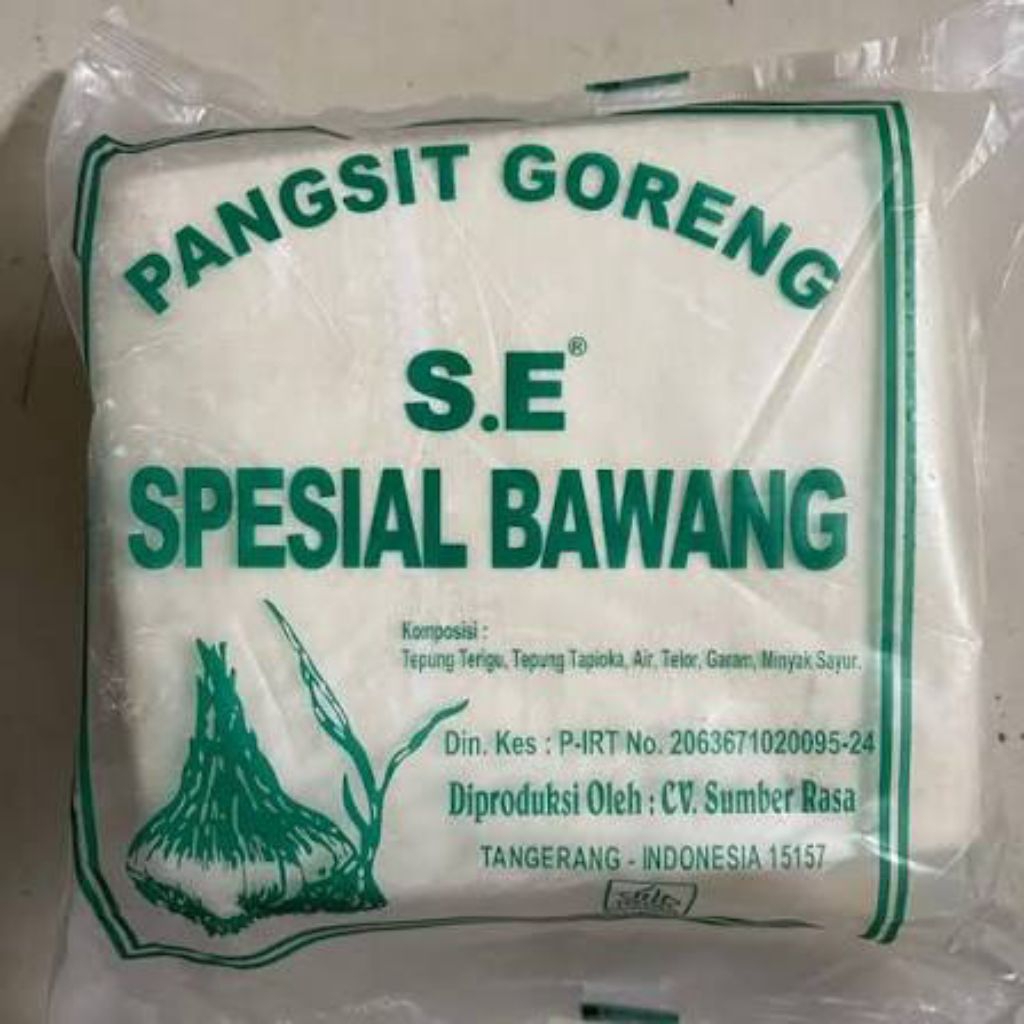 PANGSIT GORENG
S.E®
SPESIAL BAWANG
Komposisi :
Tepung Terigu, Tepung Tapioka, Air, Telor, Garam, Minyak Sayur.
Din. Kes : P-IRT No. 2063671020095-24
Diproduksi Oleh : CV. Sumber Rasa
TANGERANG - INDONESIA 15157